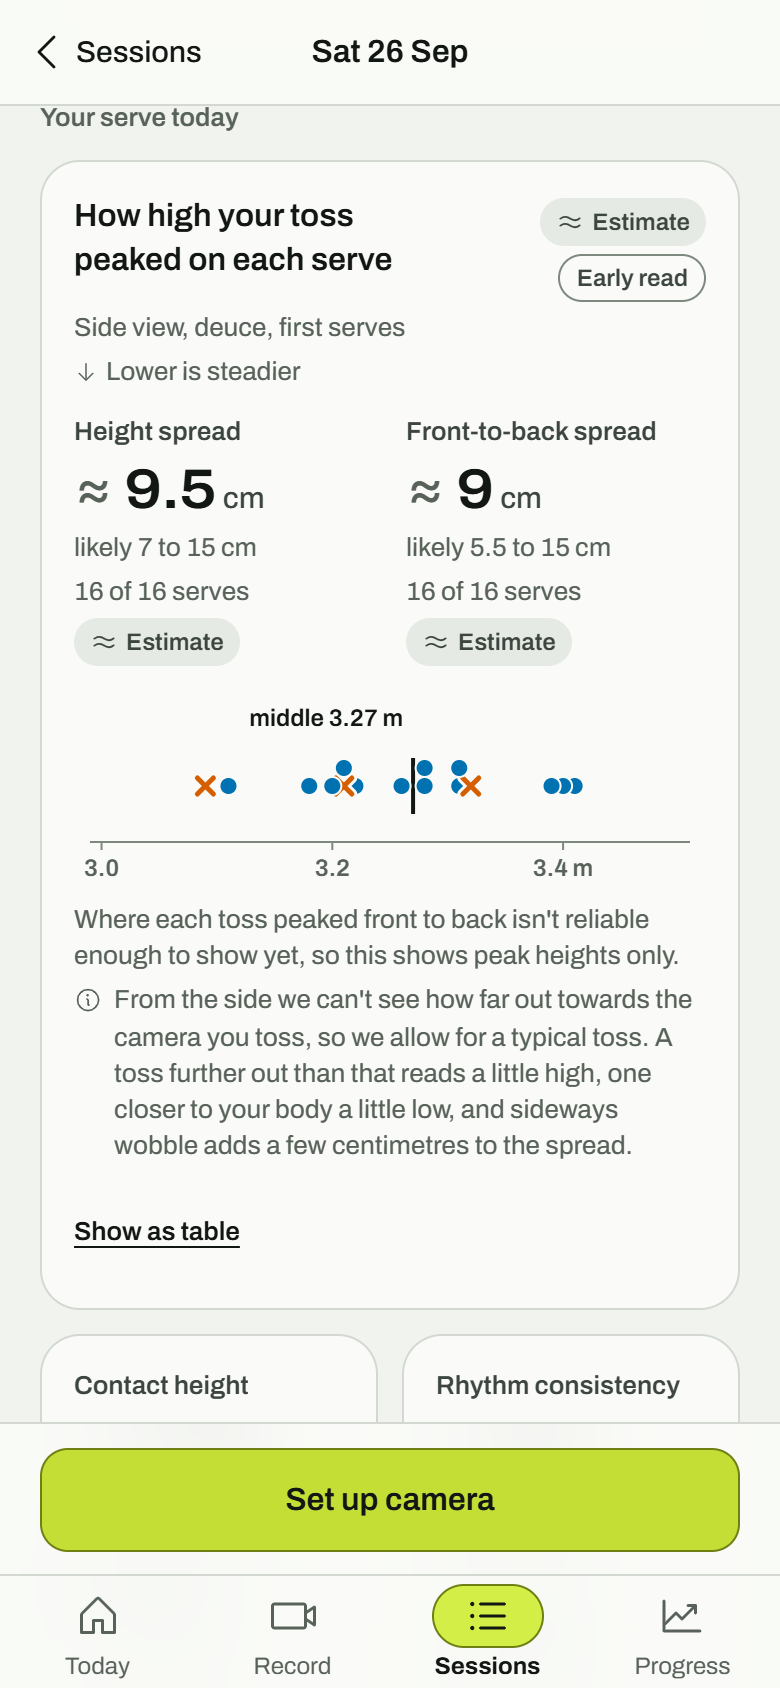 Sessions
Sat 26 Sep
Your serve today
How high your toss
peaked on each serve
≈ Estimate
Early read
Side view, deuce, first serves
↓ Lower is steadier
Height spread
≈ 9.5 cm
likely 7 to 15 cm
16 of 16 serves
≈ Estimate
Front-to-back spread
≈ 9 cm
likely 5.5 to 15 cm
16 of 16 serves
≈ Estimate
middle 3.27 m
3.0
3.2
3.4 m
Where each toss peaked front to back isn't reliable
enough to show yet, so this shows peak heights only.
From the side we can't see how far out towards the
camera you toss, so we allow for a typical toss. A
toss further out than that reads a little high, one
closer to your body a little low, and sideways
wobble adds a few centimetres to the spread.
Show as table
Contact height
Rhythm consistency
Set up camera
Today
Record
Sessions
Progress